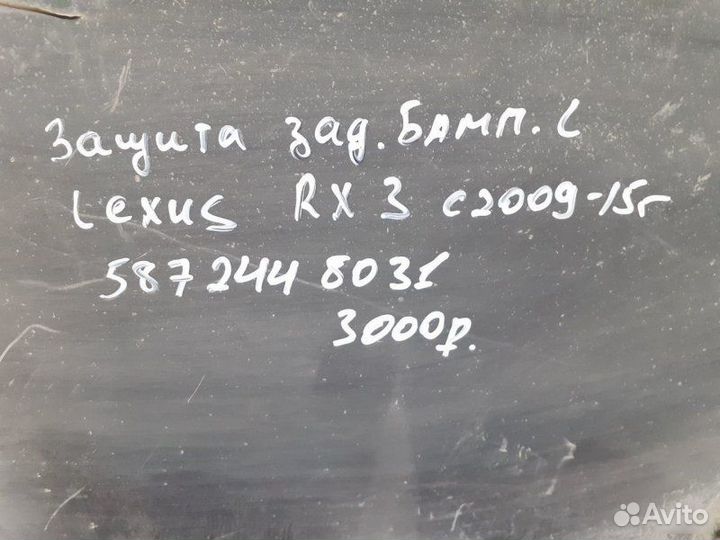 Защита зад. БАМП. L
Lexus RX 3 с2009-15г
5872448031
3000р.
Avito